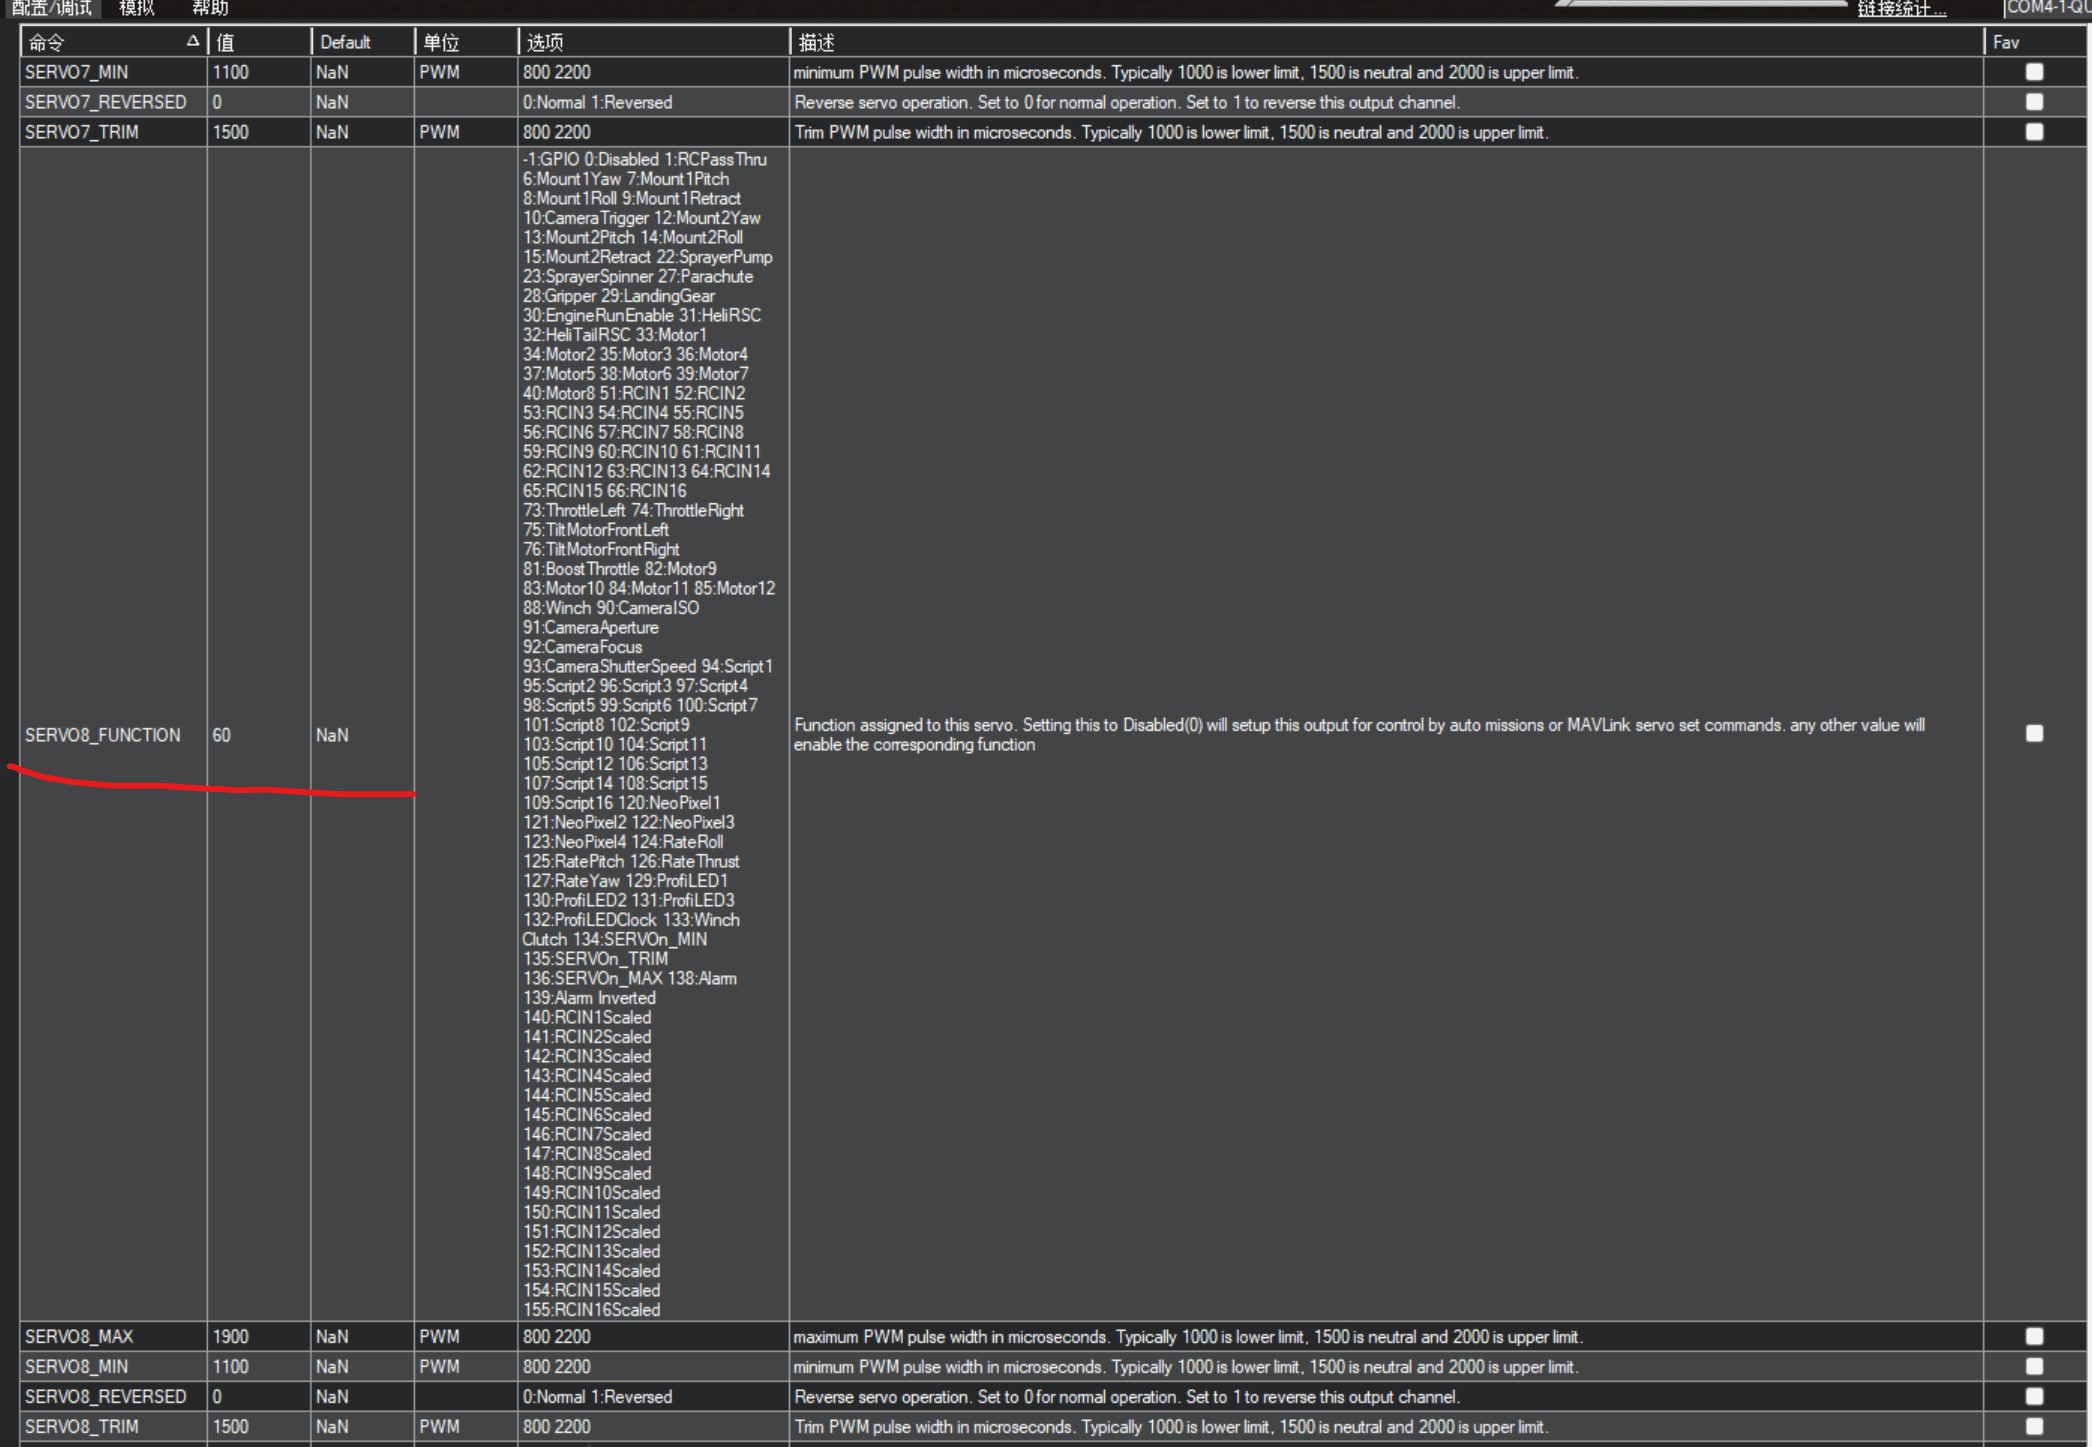 配置/调试 模拟 帮助 链接统计... COM4-1-QU
命令 值 Default 单位 选项 描述 Fav
SERVO7_MIN 1100 NaN PWM 800 2200 minimum PWM pulse width in microseconds. Typically 1000 is lower limit, 1500 is neutral and 2000 is upper limit.
SERVO7_REVERSED 0 NaN 0:Normal 1:Reversed Reverse servo operation. Set to 0 for normal operation. Set to 1 to reverse this output channel.
SERVO7_TRIM 1500 NaN PWM 800 2200 Trim PWM pulse width in microseconds. Typically 1000 is lower limit, 1500 is neutral and 2000 is upper limit.
SERVO8_FUNCTION 60 NaN
-1:GPIO 0:Disabled 1:RCPassThru
6:Mount1Yaw 7:Mount1Pitch
8:Mount1Roll 9:Mount1Retract
10:CameraTrigger 12:Mount2Yaw
13:Mount2Pitch 14:Mount2Roll
15:Mount2Retract 22:SprayerPump
23:SprayerSpinner 27:Parachute
28:Gripper 29:LandingGear
30:EngineRunEnable 31:HeliRSC
32:HeliTailRSC 33:Motor1
34:Motor2 35:Motor3 36:Motor4
37:Motor5 38:Motor6 39:Motor7
40:Motor8 51:RCIN1 52:RCIN2
53:RCIN3 54:RCIN4 55:RCIN5
56:RCIN6 57:RCIN7 58:RCIN8
59:RCIN9 60:RCIN10 61:RCIN11
62:RCIN12 63:RCIN13 64:RCIN14
65:RCIN15 66:RCIN16
73:ThrottleLeft 74:ThrottleRight
75:TiltMotorFrontLeft
76:TiltMotorFrontRight
81:BoostThrottle 82:Motor9
83:Motor10 84:Motor11 85:Motor12
88:Winch 90:CameraISO
91:CameraAperture
92:CameraFocus
93:CameraShutterSpeed 94:Script1
95:Script2 96:Script3 97:Script4
98:Script5 99:Script6 100:Script7
101:Script8 102:Script9
103:Script10 104:Script11
105:Script12 106:Script13
107:Script14 108:Script15
109:Script16 120:NeoPixel1
121:NeoPixel2 122:NeoPixel3
123:NeoPixel4 124:RateRoll
125:RatePitch 126:RateThrust
127:RateYaw 129:ProfiLED1
130:ProfiLED2 131:ProfiLED3
132:ProfiLEDClock 133:Winch
Clutch 134:SERVOn_MIN
135:SERVOn_TRIM
136:SERVOn_MAX 138:Alarm
139:Alarm Inverted
140:RCIN1Scaled
141:RCIN2Scaled
142:RCIN3Scaled
143:RCIN4Scaled
144:RCIN5Scaled
145:RCIN6Scaled
146:RCIN7Scaled
147:RCIN8Scaled
148:RCIN9Scaled
149:RCIN10Scaled
150:RCIN11Scaled
151:RCIN12Scaled
152:RCIN13Scaled
153:RCIN14Scaled
154:RCIN15Scaled
155:RCIN16Scaled
Function assigned to this servo. Setting this to Disabled(0) will setup this output for control by auto missions or MAVLink servo set commands. any other value will
enable the corresponding function
SERVO8_MAX 1900 NaN PWM 800 2200 maximum PWM pulse width in microseconds. Typically 1000 is lower limit, 1500 is neutral and 2000 is upper limit.
SERVO8_MIN 1100 NaN PWM 800 2200 minimum PWM pulse width in microseconds. Typically 1000 is lower limit, 1500 is neutral and 2000 is upper limit.
SERVO8_REVERSED 0 NaN 0:Normal 1:Reversed Reverse servo operation. Set to 0 for normal operation. Set to 1 to reverse this output channel.
SERVO8_TRIM 1500 NaN PWM 800 2200 Trim PWM pulse width in microseconds. Typically 1000 is lower limit, 1500 is neutral and 2000 is upper limit.